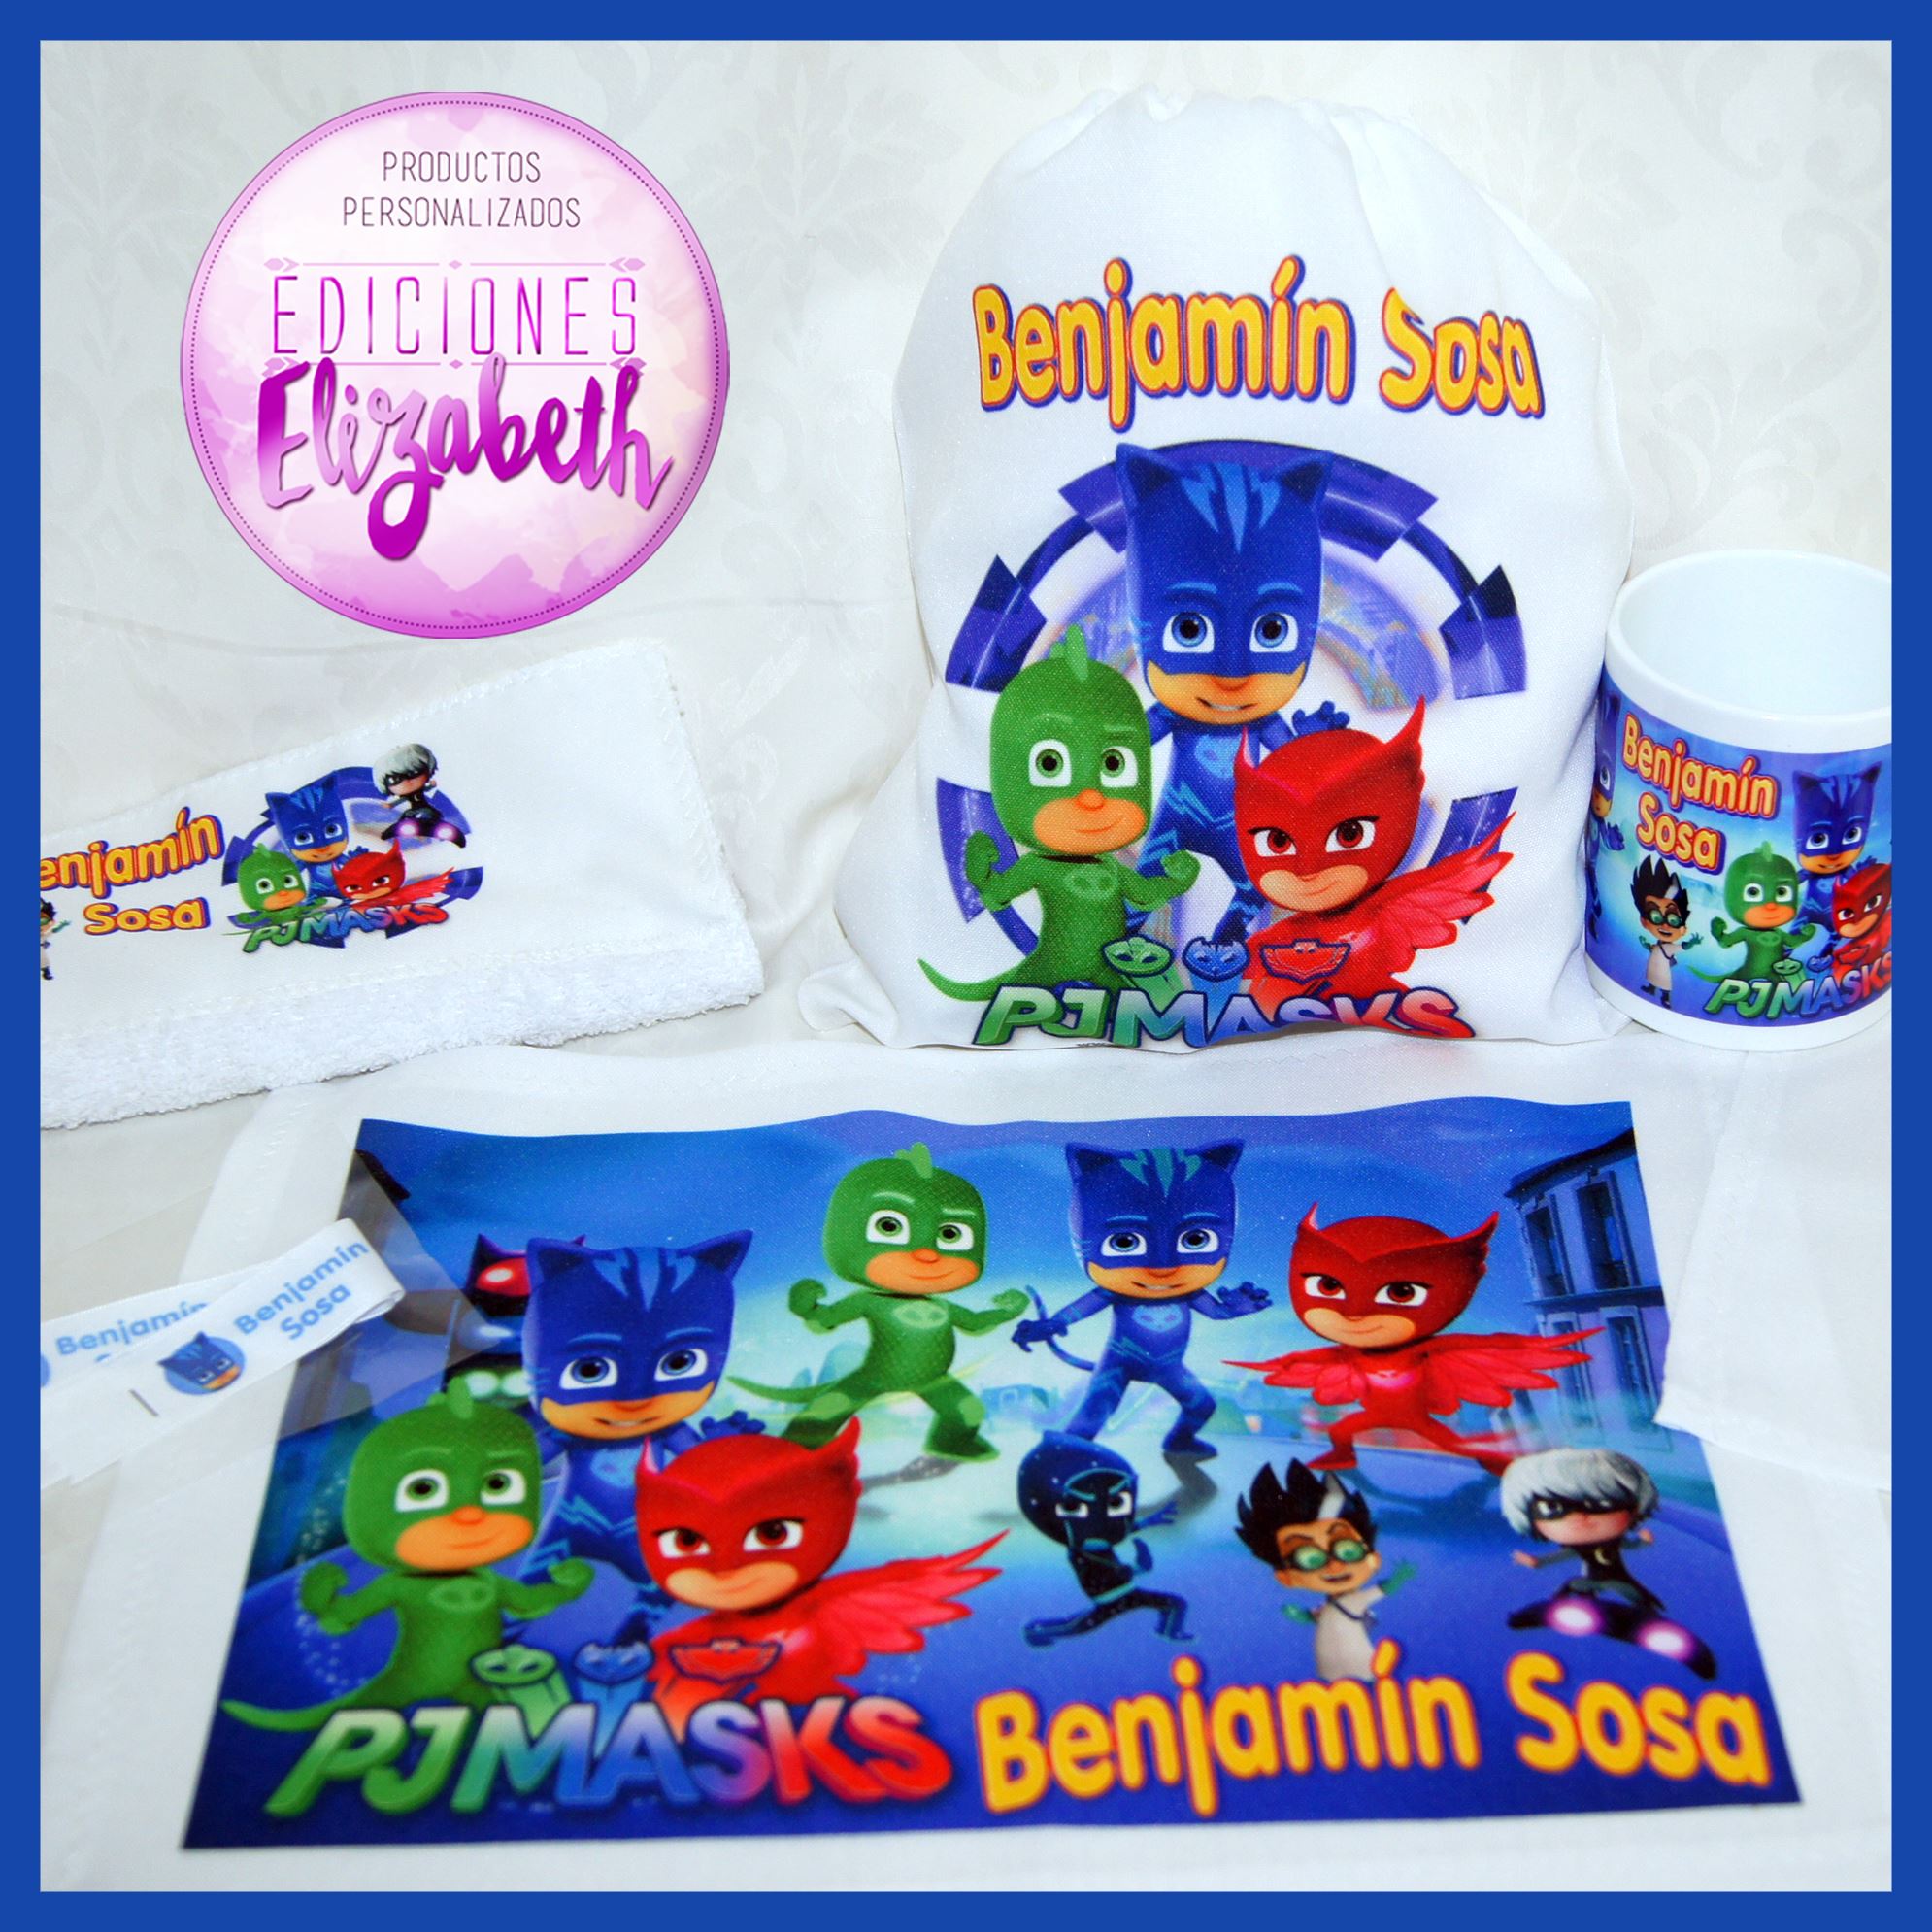 PRODUCTOS
PERSONALIZADOS
EDICIONES
Elizabeth
Benjamín Sosa
PJMASKS
enjamín
Sosa
PJMASKS
Benjamín
Sosa
PJMASKS
Benjamín
Benjamín
Sosa
PJMASKS
Benjamín Sosa